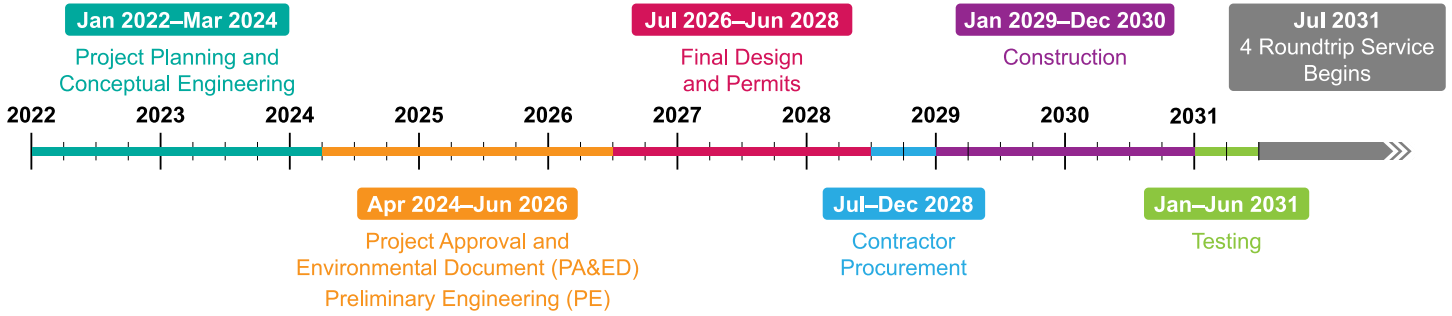 Jan 2022–Mar 2024
Project Planning and
Conceptual Engineering
Jul 2026–Jun 2028
Final Design
and Permits
Jan 2029–Dec 2030
Construction
Jul 2031
4 Roundtrip Service
Begins
2022
2023
2024
2025
2026
2027
2028
2029
2030
2031
Apr 2024–Jun 2026
Project Approval and
Environmental Document (PA&ED)
Preliminary Engineering (PE)
Jul–Dec 2028
Contractor
Procurement
Jan–Jun 2031
Testing